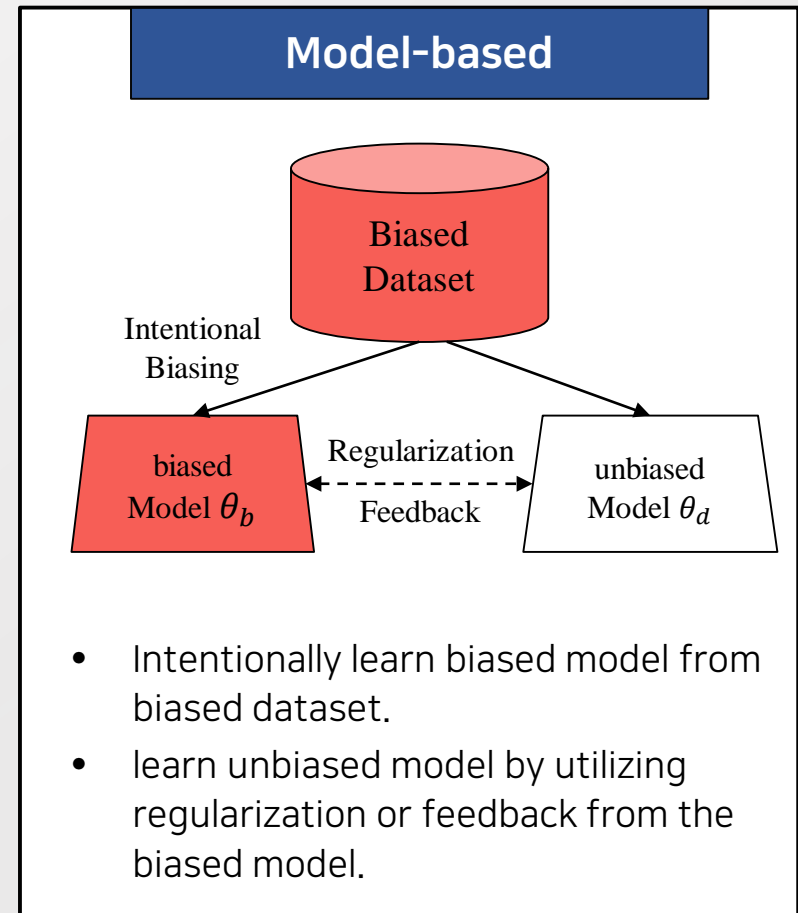 Model-based
Biased
Dataset
Intentional
Biasing
biased
Model θ_b
Regularization
Feedback
unbiased
Model θ_d
• Intentionally learn biased model from
biased dataset.
• learn unbiased model by utilizing
regularization or feedback from the
biased model.